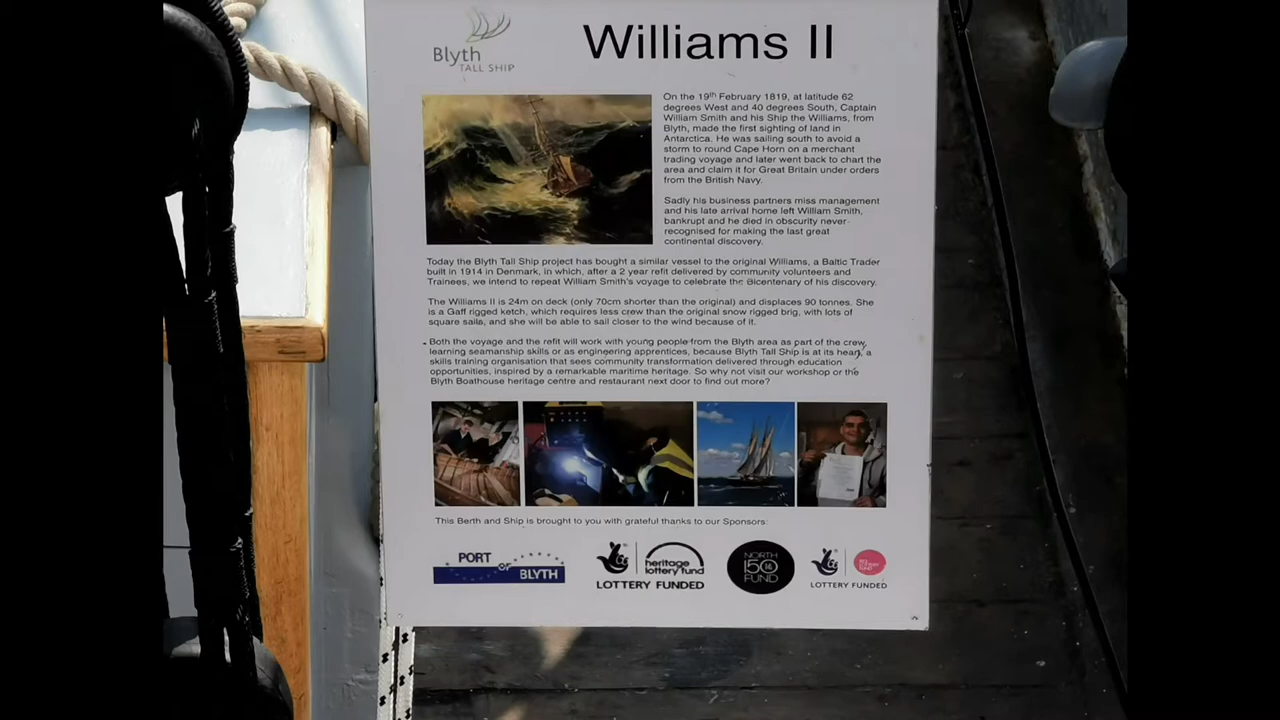 Blyth
TALL SHIP
Williams II
On the 19th February 1819, at latitude 62
degrees West and 40 degrees South, Captain
William Smith and his Ship the Williams, from
Blyth, made the first sighting of land in
Antarctica. He was sailing south to avoid a
storm to round Cape Horn on a merchant
trading voyage and later went back to chart the
area and claim it for Great Britain under orders
from the British Navy.
Sadly his business partners miss management
and his late arrival home left William Smith,
bankrupt and he died in obscurity never
recognised for making the last great
continental discovery.
Today the Blyth Tall Ship project has bought a similar vessel to the original Williams, a Baltic Trader
built in 1914 in Denmark, in which, after a 2 year refit delivered by community volunteers and
Trainees, we intend to repeat William Smith's voyage to celebrate the Bicentenary of his discovery.
The Williams II is 24m on deck (only 70cm shorter than the original) and displaces 90 tonnes. She
is a Gaff rigged ketch, which requires less crew than the original snow rigged brig, with lots of
square sails, and she will be able to sail closer to the wind because of it.
Both the voyage and the refit will work with young people from the Blyth area as part of the crew,
learning seamanship skills or as engineering apprentices, because Blyth Tall Ship is at its heart, a
skills training organisation that sees community transformation delivered through education
opportunities, inspired by a remarkable maritime heritage. So why not visit our workshop or the
Blyth Boathouse heritage centre and restaurant next door to find out more?
This Berth and Ship is brought to you with grateful thanks to our Sponsors:
PORT OF BLYTH
heritage
lottery fund
LOTTERY FUNDED
NORTH
150
FUND
BIG
LOTTERY
FUND
LOTTERY FUNDED